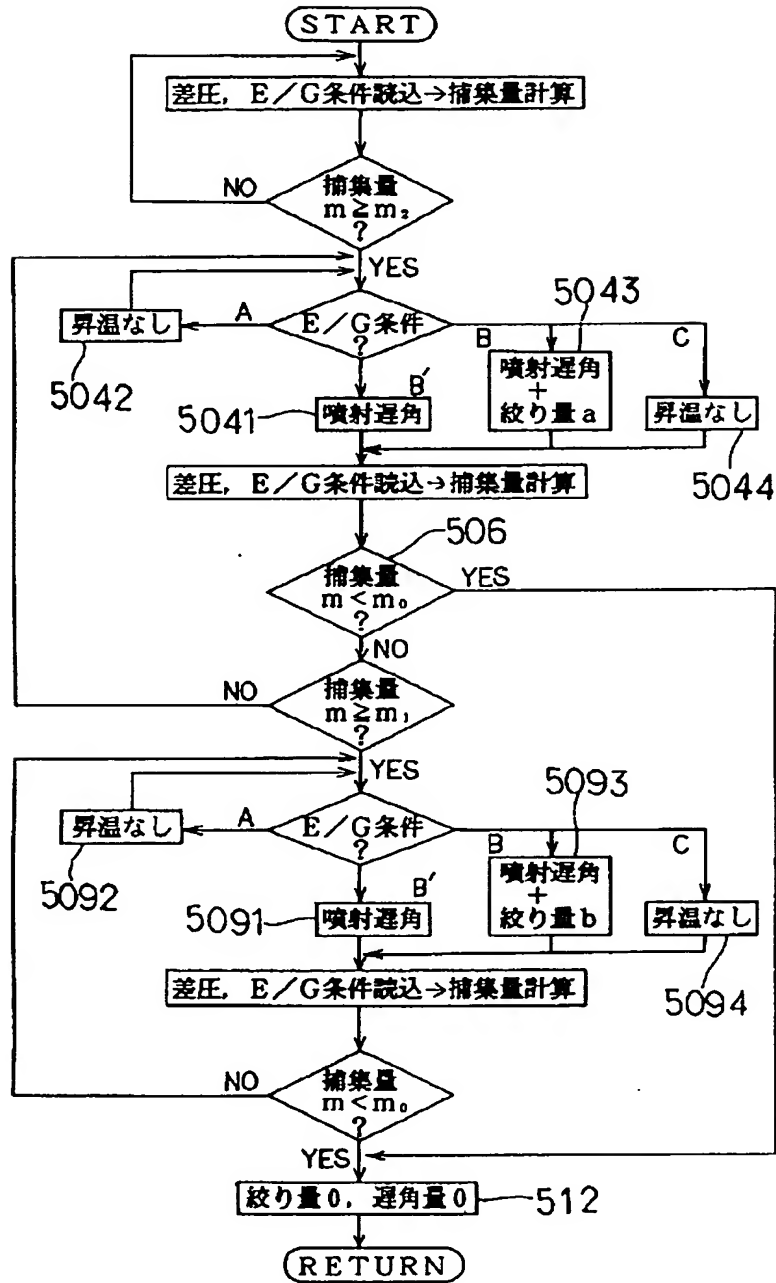 START
差圧，E／G条件読込→捕集量計算
NO
捕集量
m≧m₂
?
YES
昇温なし
A
E／G条件
?
B
5043
C
5042
B′
噴射遅角
+
絞り量a
5041
噴射遅角
昇温なし
5044
差圧，E／G条件読込→捕集量計算
506
捕集量
m<m₀
?
YES
NO
NO
捕集量
m≧m₁
?
YES
5093
昇温なし
A
E／G条件
?
B
C
5092
B′
噴射遅角
+
絞り量b
5091
噴射遅角
昇温なし
5094
差圧，E／G条件読込→捕集量計算
NO
捕集量
m<m₀
?
YES
絞り量0，遅角量0
512
RETURN